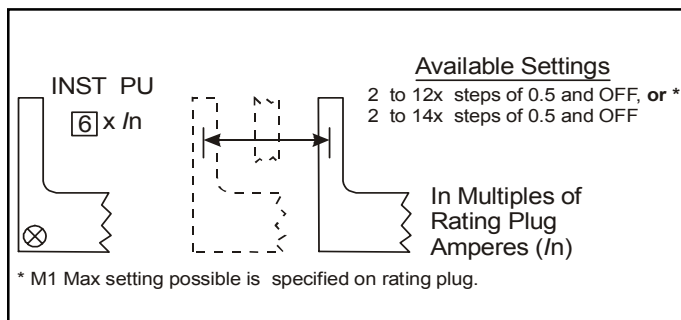 INST PU
6 x In
Available Settings
2 to 12x steps of 0.5 and OFF, or *
2 to 14x steps of 0.5 and OFF
In Multiples of
Rating Plug
Amperes (In)
* M1 Max setting possible is specified on rating plug.